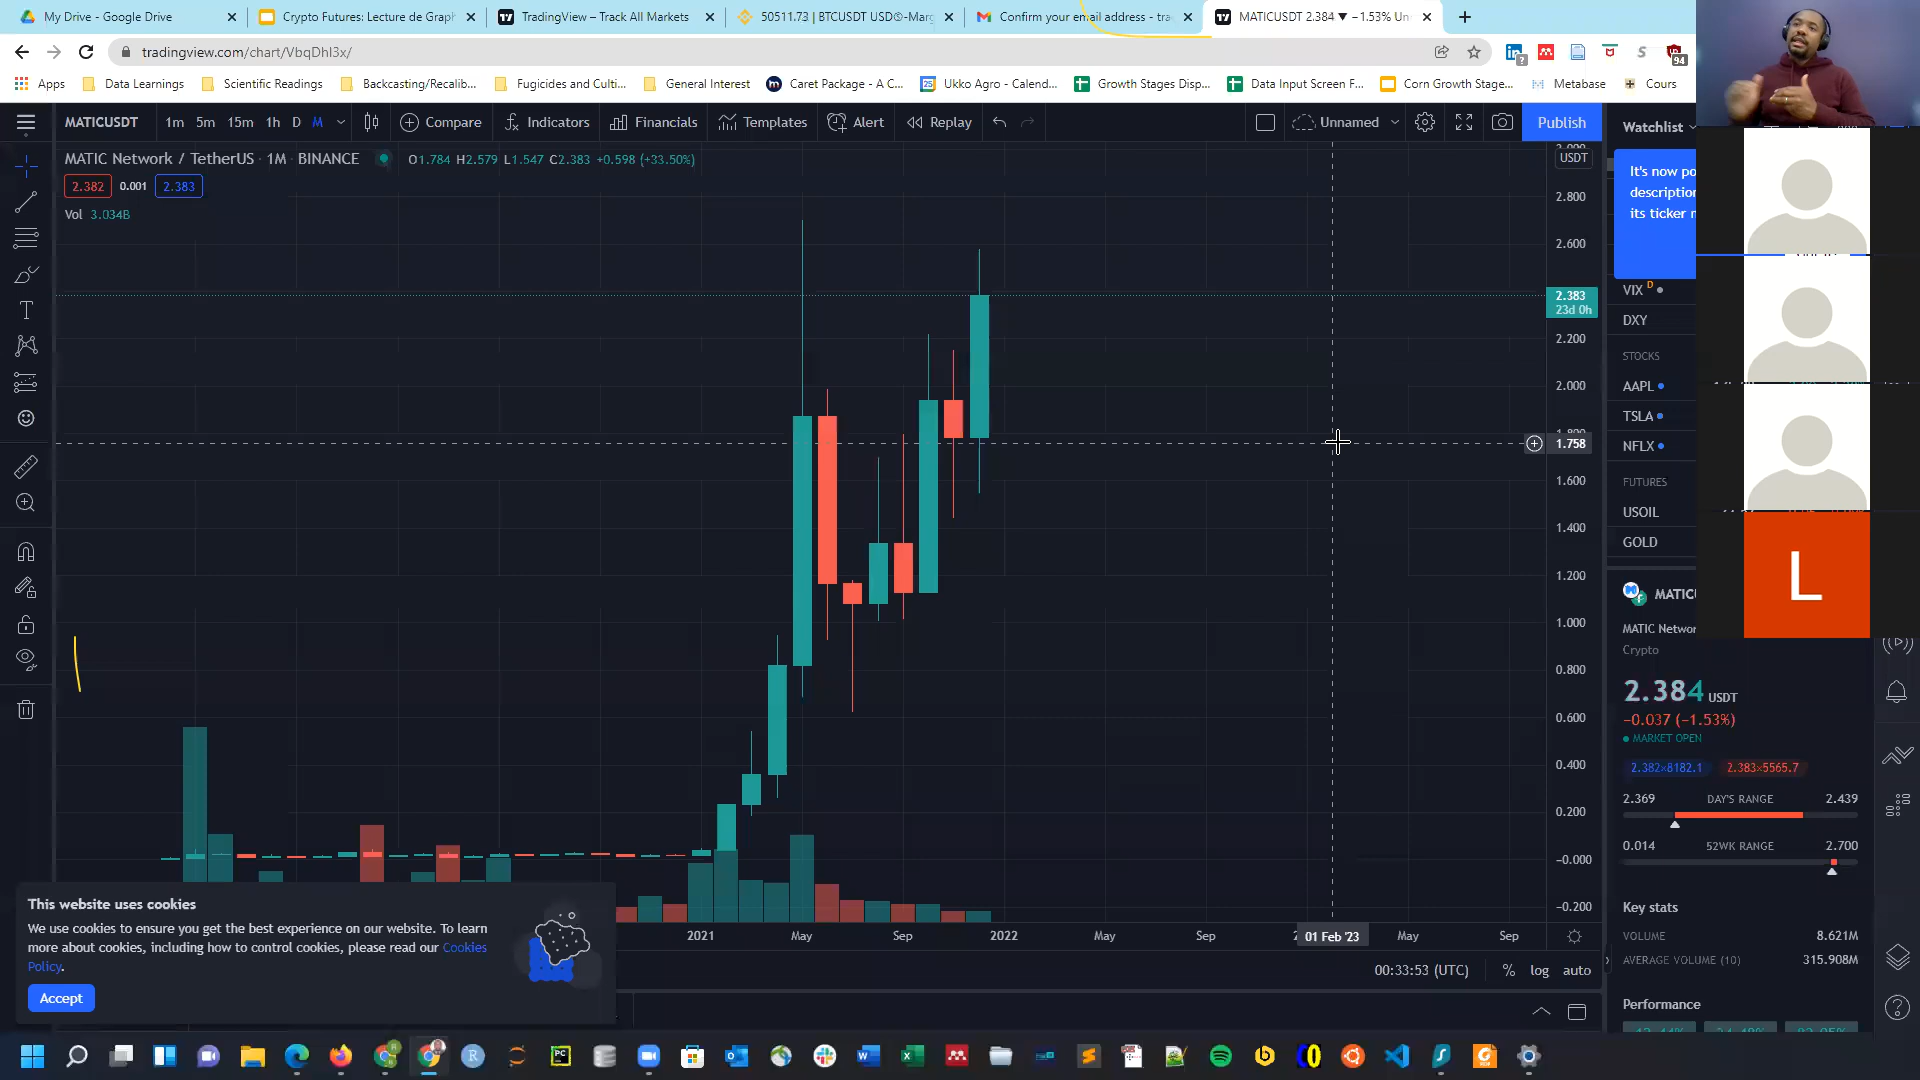 My Drive - Google Drive
Crypto Futures: Lecture de Graph
TradingView – Track All Markets
50511.73 | BTCUSDT USDⓈ-Marg
Confirm your email address - tra
MATICUSDT 2.384 ▼ −1.53% Un
tradingview.com/chart/VbqDhI3x/
94
Apps
Data Learnings
Scientific Readings
Backcasting/Recalib...
Fugicides and Culti...
General Interest
Caret Package - A C...
Ukko Agro - Calend...
Growth Stages Disp...
Data Input Screen F...
Corn Growth Stage...
Metabase
Cours
MATICUSDT
1m
5m
15m
1h
D
M
Compare
Indicators
Financials
Templates
Alert
Replay
Unnamed
Publish
Watchlist
MATIC Network / TetherUS · 1M · BINANCE
O1.784 H2.579 L1.547 C2.383 +0.598 (+33.50%)
2.382
0.001
2.383
Vol 3.034B
USDT
2.800
2.600
2.383
23d 0h
2.200
2.000
1.758
1.600
1.400
1.200
1.000
0.800
0.600
0.400
0.200
−0.000
−0.200
It's now po
description
its ticker n
VIX D
DXY
STOCKS
AAPL
TSLA
NFLX
FUTURES
USOIL
GOLD
L
MATICU
MATIC Networ
Crypto
2.384 USDT
−0.037 (−1.53%)
MARKET OPEN
2.382×8182.1
2.383×5565.7
2.369
DAY'S RANGE
2.439
0.014
52WK RANGE
2.700
Key stats
VOLUME
8.621M
AVERAGE VOLUME (10)
315.908M
Performance
2021
May
Sep
2022
May
Sep
01 Feb '23
May
Sep
00:33:53 (UTC)
%
log
auto
This website uses cookies
We use cookies to ensure you get the best experience on our website. To learn
more about cookies, including how to control cookies, please read our Cookies
Policy.
Accept